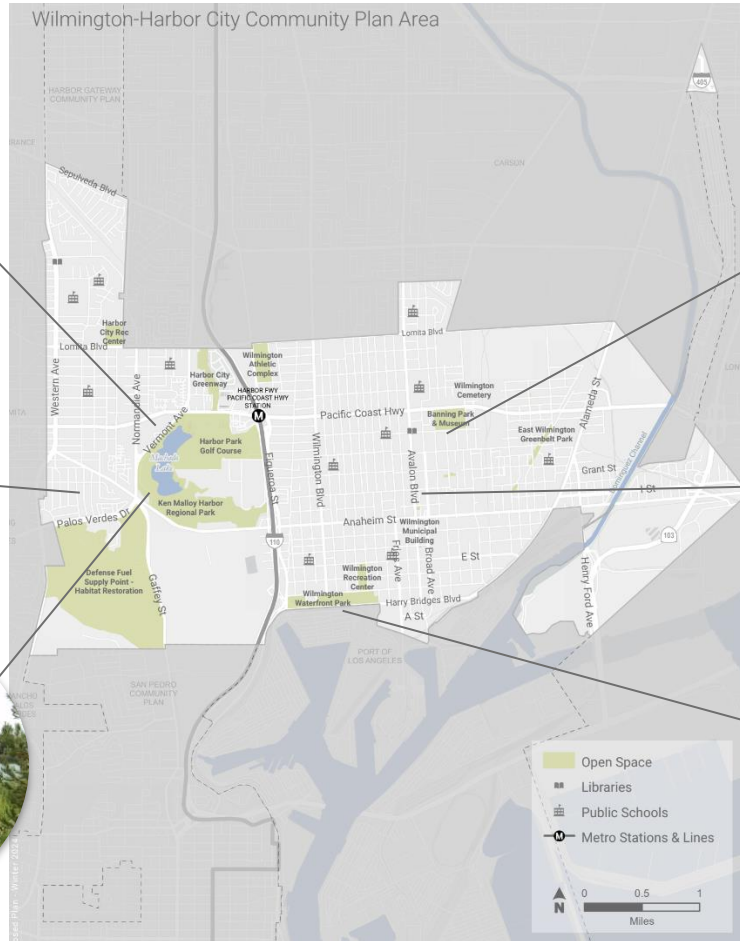 Wilmington-Harbor City Community Plan Area
HARBOR GATEWAY
COMMUNITY PLAN
405
CARSON
Sepulveda Blvd
Harbor
City Rec
Center
Lomita Blvd
Western Ave
Normandie Ave
Vermont Ave
Harbor City
Greenway
Wilmington
Athletic
Complex
HARBOR FWY
PACIFIC COAST HWY
STATION
M
Lomita Blvd
Wilmington
Cemetery
Pacific Coast Hwy
Banning Park
& Museum
Alameda St
East Wilmington
Greenbelt Park
Harbor Park
Golf Course
Figueroa St
Wilmington Blvd
Avalon Blvd
Grant St
I St
Dominguez Channel
Ken Malloy Harbor
Regional Park
Palos Verdes Dr
Anaheim St
Wilmington
Municipal
Building
110
103
Defense Fuel
Supply Point -
Habitat Restoration
Gaffey St
Broad Ave
E St
Henry Ford Ave
Wilmington
Recreation
Center
Wilmington
Waterfront Park
Harry Bridges Blvd
A St
PORT OF
LOS ANGELES
SAN PEDRO
COMMUNITY
PLAN
Open Space
Libraries
Public Schools
M Metro Stations & Lines
N
0 0.5 1
Miles